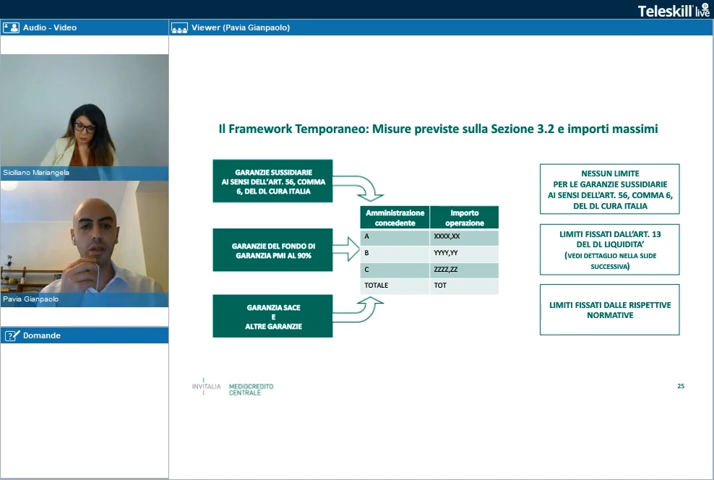 Teleskill live
Audio - Video
Viewer (Pavia Gianpaolo)
Siciliano Mariangela
Pavia Gianpaolo
Domande
Il Framework Temporaneo: Misure previste sulla Sezione 3.2 e importi massimi
GARANZIE SUSSIDIARIE
AI SENSI DELL'ART. 56, COMMA
6, DEL DL CURA ITALIA
GARANZIE DEL FONDO DI
GARANZIA PMI AL 90%
GARANZIA SACE
E
ALTRE GARANZIE
Amministrazione concedente Importo operazione
A XXXX,XX
B YYYY,YY
C ZZZZ,ZZ
TOTALE TOT
NESSUN LIMITE
PER LE GARANZIE SUSSIDIARIE
AI SENSI DELL'ART. 56, COMMA 6,
DEL DL CURA ITALIA
LIMITI FISSATI DALL'ART. 13
DEL DL LIQUIDITA'
(VEDI DETTAGLIO NELLA SLIDE
SUCCESSIVA)
LIMITI FISSATI DALLE RISPETTIVE
NORMATIVE
INVITALIA
MEDIOCREDITO
CENTRALE
25